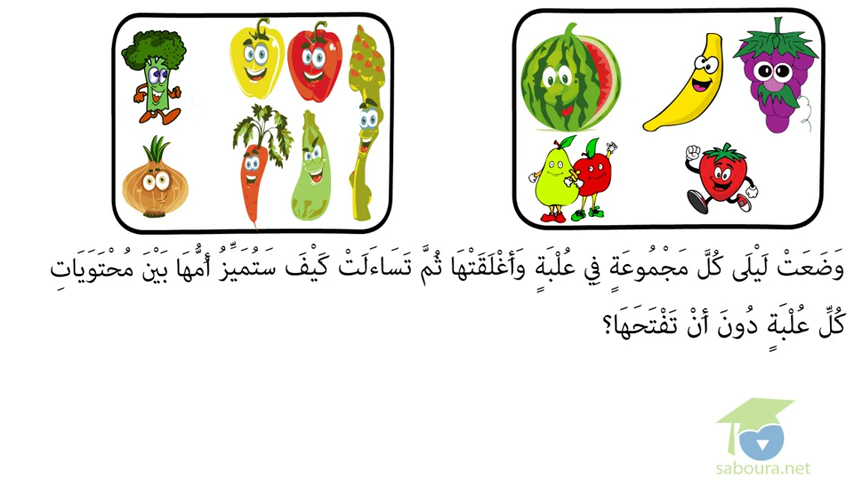 وَضَعَتْ لَيْلَى كُلَّ مَجْمُوعَةٍ فِي عُلْبَةٍ وَأَغْلَقَتْهَا ثُمَّ تَسَاءَلَتْ كَيْفَ سَتُمَيِّزُ أُمُّهَا بَيْنَ مُحْتَوَيَاتِ
كُلِّ عُلْبَةٍ دُونَ أَنْ تَفْتَحَهَا؟
saboura.net